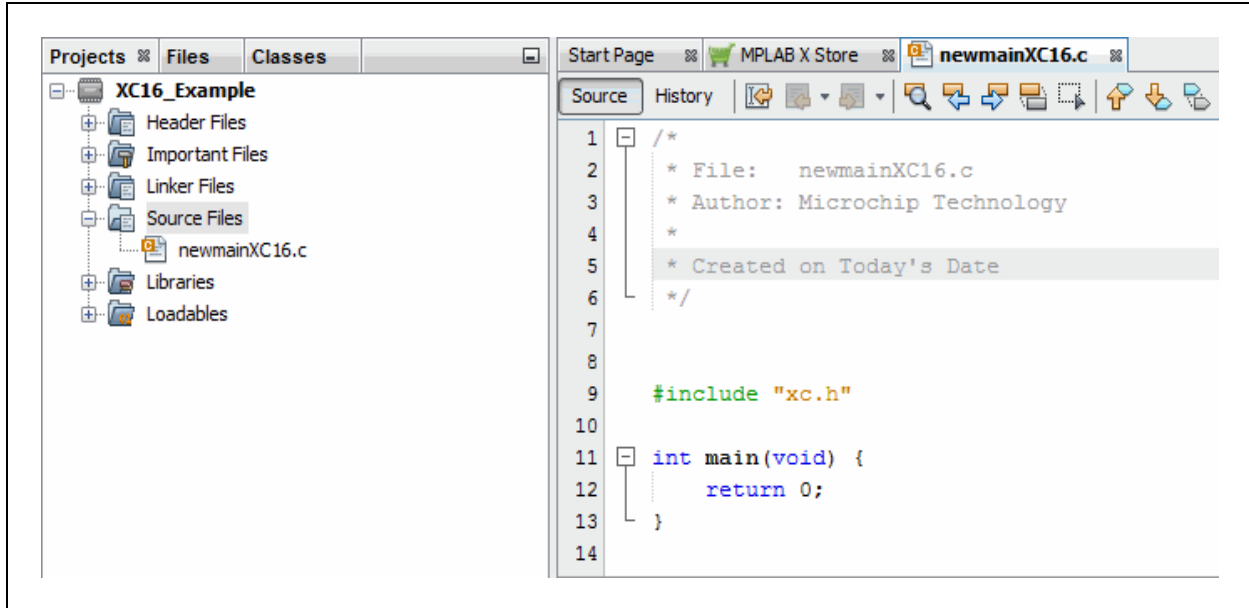 Projects Files Classes
XC16_Example
Header Files
Important Files
Linker Files
Source Files
newmainXC16.c
Libraries
Loadables
Start Page MPLAB X Store newmainXC16.c
Source History
1 /*
2 * File:   newmainXC16.c
3 * Author: Microchip Technology
4 *
5 * Created on Today's Date
6 */
7
8
9 #include "xc.h"
10
11 int main(void) {
12     return 0;
13 }
14